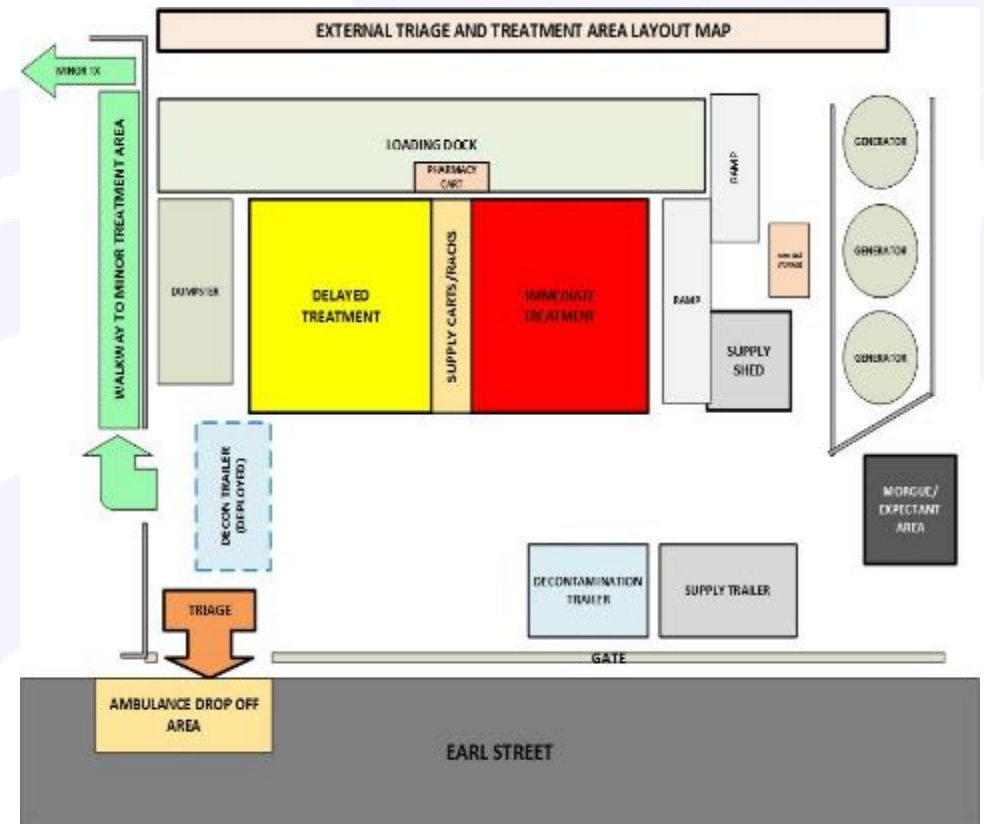 EXTERNAL TRIAGE AND TREATMENT AREA LAYOUT MAP
MINOR TX
WALKWAY TO MINOR TREATMENT AREA
LOADING DOCK
PHARMACY
CART
RAMP
GENERATOR
DUMPSTER
DELAYED
TREATMENT
SUPPLY CARTS/RACKS
IMMEDIATE
TREATMENT
RAMP
STORAGE
GENERATOR
SUPPLY
SHED
GENERATOR
DECON TRAILER
(DEPLOYED)
MORGUE/
EXPECTANT
AREA
DECONTAMINATION
TRAILER
SUPPLY TRAILER
TRIAGE
GATE
AMBULANCE DROP OFF
AREA
EARL STREET